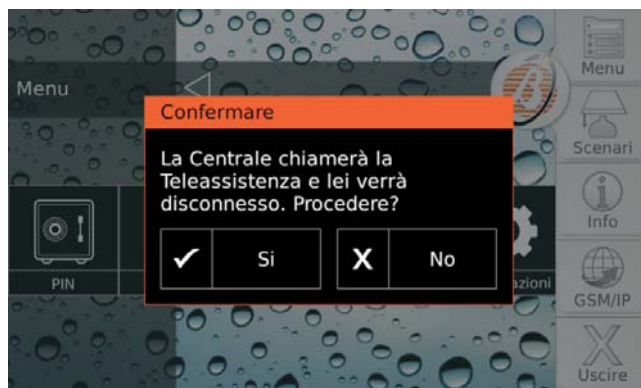 Menu
Confermare
La Centrale chiamerà la
Teleassistenza e lei verrà
disconnesso. Procedere?
Si
No
PIN
azioni
Menu
Scenari
Info
GSM/IP
Uscire